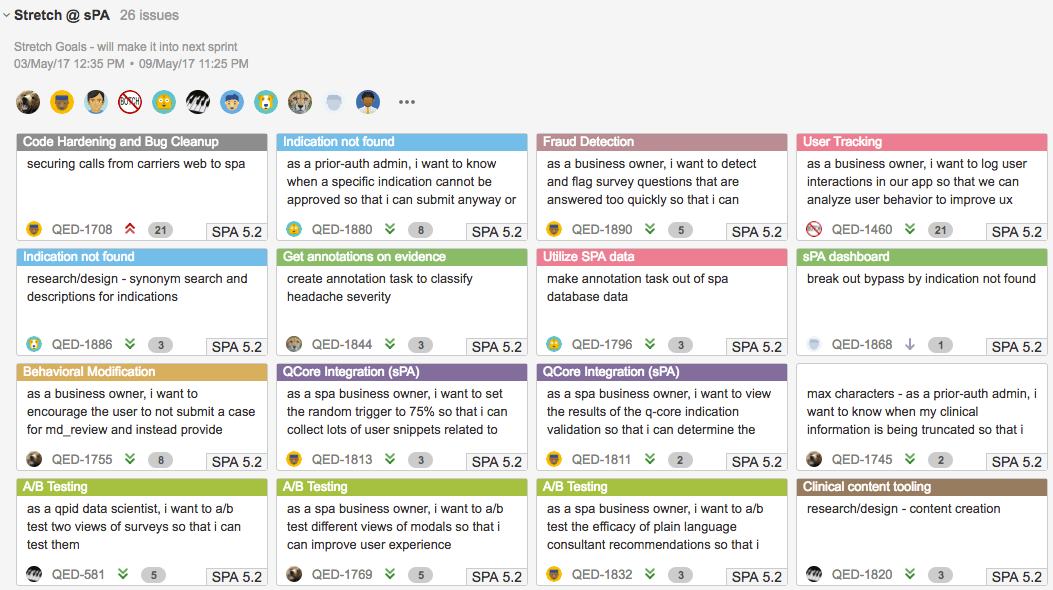 Stretch @ sPA 26 issues
Stretch Goals - will make it into next sprint
03/May/17 12:35 PM • 09/May/17 11:25 PM
BOTCH
Code Hardening and Bug Cleanup
securing calls from carriers web to spa
QED-1708 21 SPA 5.2
Indication not found
as a prior-auth admin, i want to know
when a specific indication cannot be
approved so that i can submit anyway or
QED-1880 8 SPA 5.2
Fraud Detection
as a business owner, i want to detect
and flag survey questions that are
answered too quickly so that i can
QED-1890 5 SPA 5.2
User Tracking
as a business owner, i want to log user
interactions in our app so that we can
analyze user behavior to improve ux
QED-1460 21 SPA 5.2
Indication not found
research/design - synonym search and
descriptions for indications
QED-1886 3 SPA 5.2
Get annotations on evidence
create annotation task to classify
headache severity
QED-1844 3 SPA 5.2
Utilize SPA data
make annotation task out of spa
database data
QED-1796 3 SPA 5.2
sPA dashboard
break out bypass by indication not found
QED-1868 1 SPA 5.2
Behavioral Modification
as a business owner, i want to
encourage the user to not submit a case
for md_review and instead provide
QED-1755 8 SPA 5.2
QCore Integration (sPA)
as a spa business owner, i want to set
the random trigger to 75% so that i can
collect lots of user snippets related to
QED-1813 3 SPA 5.2
QCore Integration (sPA)
as a spa business owner, i want to view
the results of the q-core indication
validation so that i can determine the
QED-1811 2 SPA 5.2
max characters - as a prior-auth admin, i
want to know when my clinical
information is being truncated so that i
QED-1745 2 SPA 5.2
A/B Testing
as a qpid data scientist, i want to a/b
test two views of surveys so that i can
test them
QED-581 5 SPA 5.2
A/B Testing
as a spa business owner, i want to a/b
test different views of modals so that i
can improve user experience
QED-1769 5 SPA 5.2
A/B Testing
as a spa business owner, i want to a/b
test the efficacy of plain language
consultant recommendations so that i
QED-1832 3 SPA 5.2
Clinical content tooling
research/design - content creation
QED-1820 3 SPA 5.2